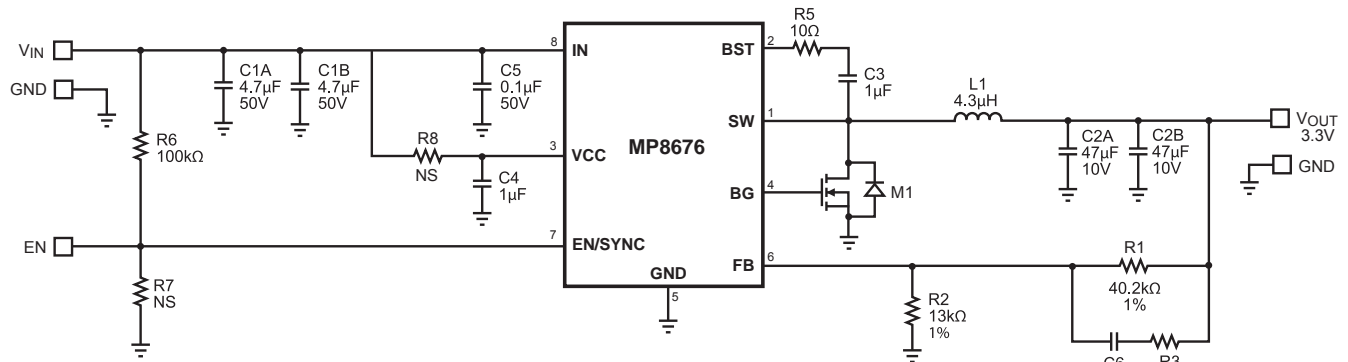 VIN
GND
R6
100kΩ
EN
R7
NS
C1A
4.7µF
50V
C1B
4.7µF
50V
R8
NS
C5
0.1µF
50V
C4
1µF
8
3
7
IN
VCC
EN/SYNC
MP8676
GND
5
BST
SW
BG
FB
2
1
4
6
R5
10Ω
C3
1µF
M1
L1
4.3µH
C2A
47µF
10V
C2B
47µF
10V
VOUT
3.3V
GND
R1
40.2kΩ
1%
R2
13kΩ
1%
C6
R3